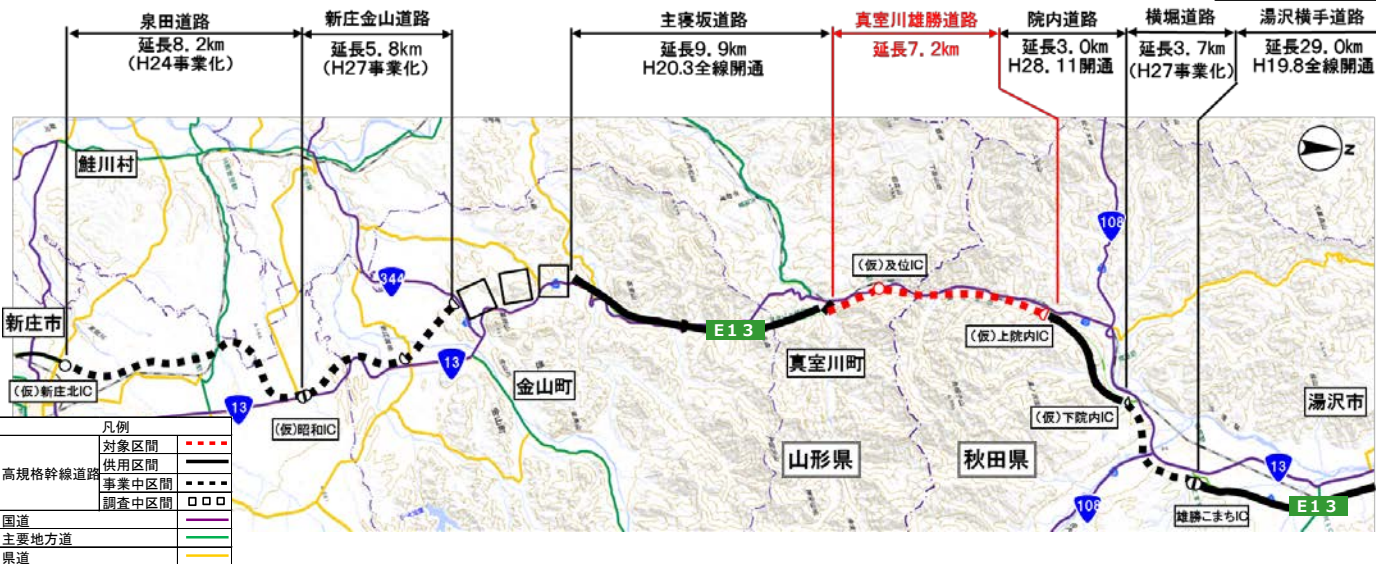 泉田道路
延長8.2km
(H24事業化)
新庄金山道路
延長5.8km
(H27事業化)
主寝坂道路
延長9.9km
H20.3全線開通
真室川雄勝道路
延長7.2km
院内道路
延長3.0km
H28.11開通
横堀道路
延長3.7km
(H27事業化)
湯沢横手道路
延長29.0km
H19.8全線開通
鮭川村
N
108
(仮)及位IC
344
新庄市
E13
(仮)上院内IC
真室川町
13
(仮)新庄北IC
金山町
湯沢市
13
(仮)下院内IC
(仮)昭和IC
山形県
秋田県
13
E13
108
雄勝こまちIC
金山町
凡例
高規格幹線道路
対象区間
供用区間
事業中区間
調査中区間
国道
主要地方道
県道